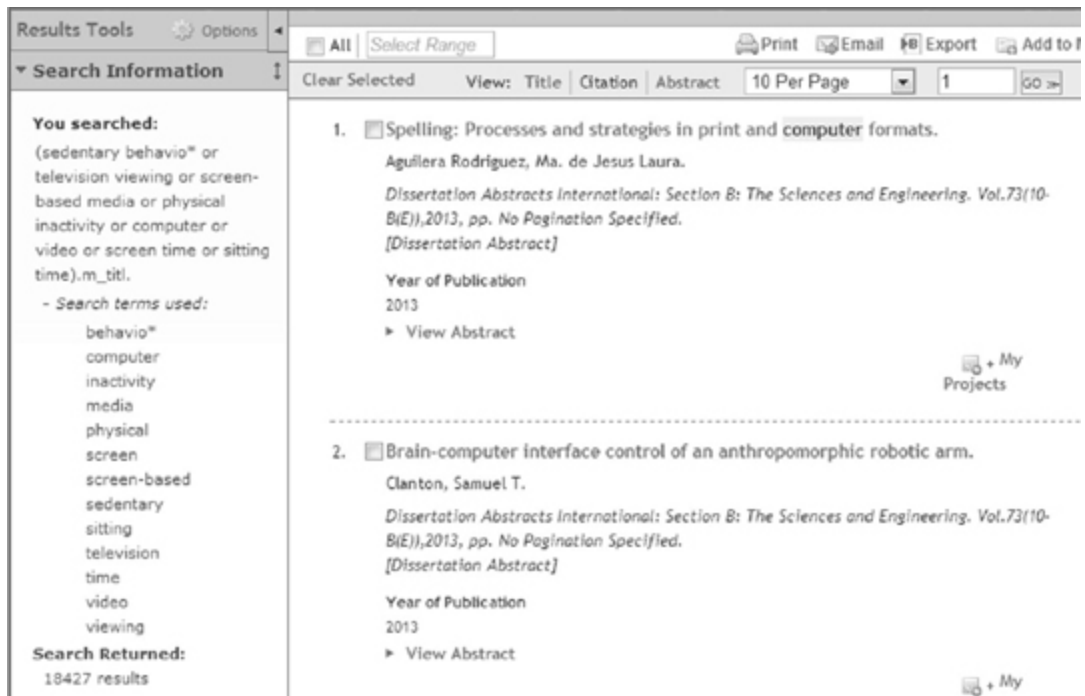 Results Tools Options
Search Information
You searched:
(sedentary behavio* or
television viewing or screen-
based media or physical
inactivity or computer or
video or screen time or sitting
time).m_titl.
- Search terms used:
behavio*
computer
inactivity
media
physical
screen
screen-based
sedentary
sitting
television
time
video
viewing
Search Returned:
18427 results
All Select Range Print Email Export Add to
Clear Selected View: Title | Citation | Abstract 10 Per Page 1 GO
1. Spelling: Processes and strategies in print and computer formats.
Aguilera Rodriguez, Ma. de Jesus Laura.
Dissertation Abstracts International: Section B: The Sciences and Engineering. Vol.73(10-
B(E)),2013, pp. No Pagination Specified.
[Dissertation Abstract]
Year of Publication
2013
View Abstract
+ My
Projects
2. Brain-computer interface control of an anthropomorphic robotic arm.
Clanton, Samuel T.
Dissertation Abstracts International: Section B: The Sciences and Engineering. Vol.73(10-
B(E)),2013, pp. No Pagination Specified.
[Dissertation Abstract]
Year of Publication
2013
View Abstract
+ My